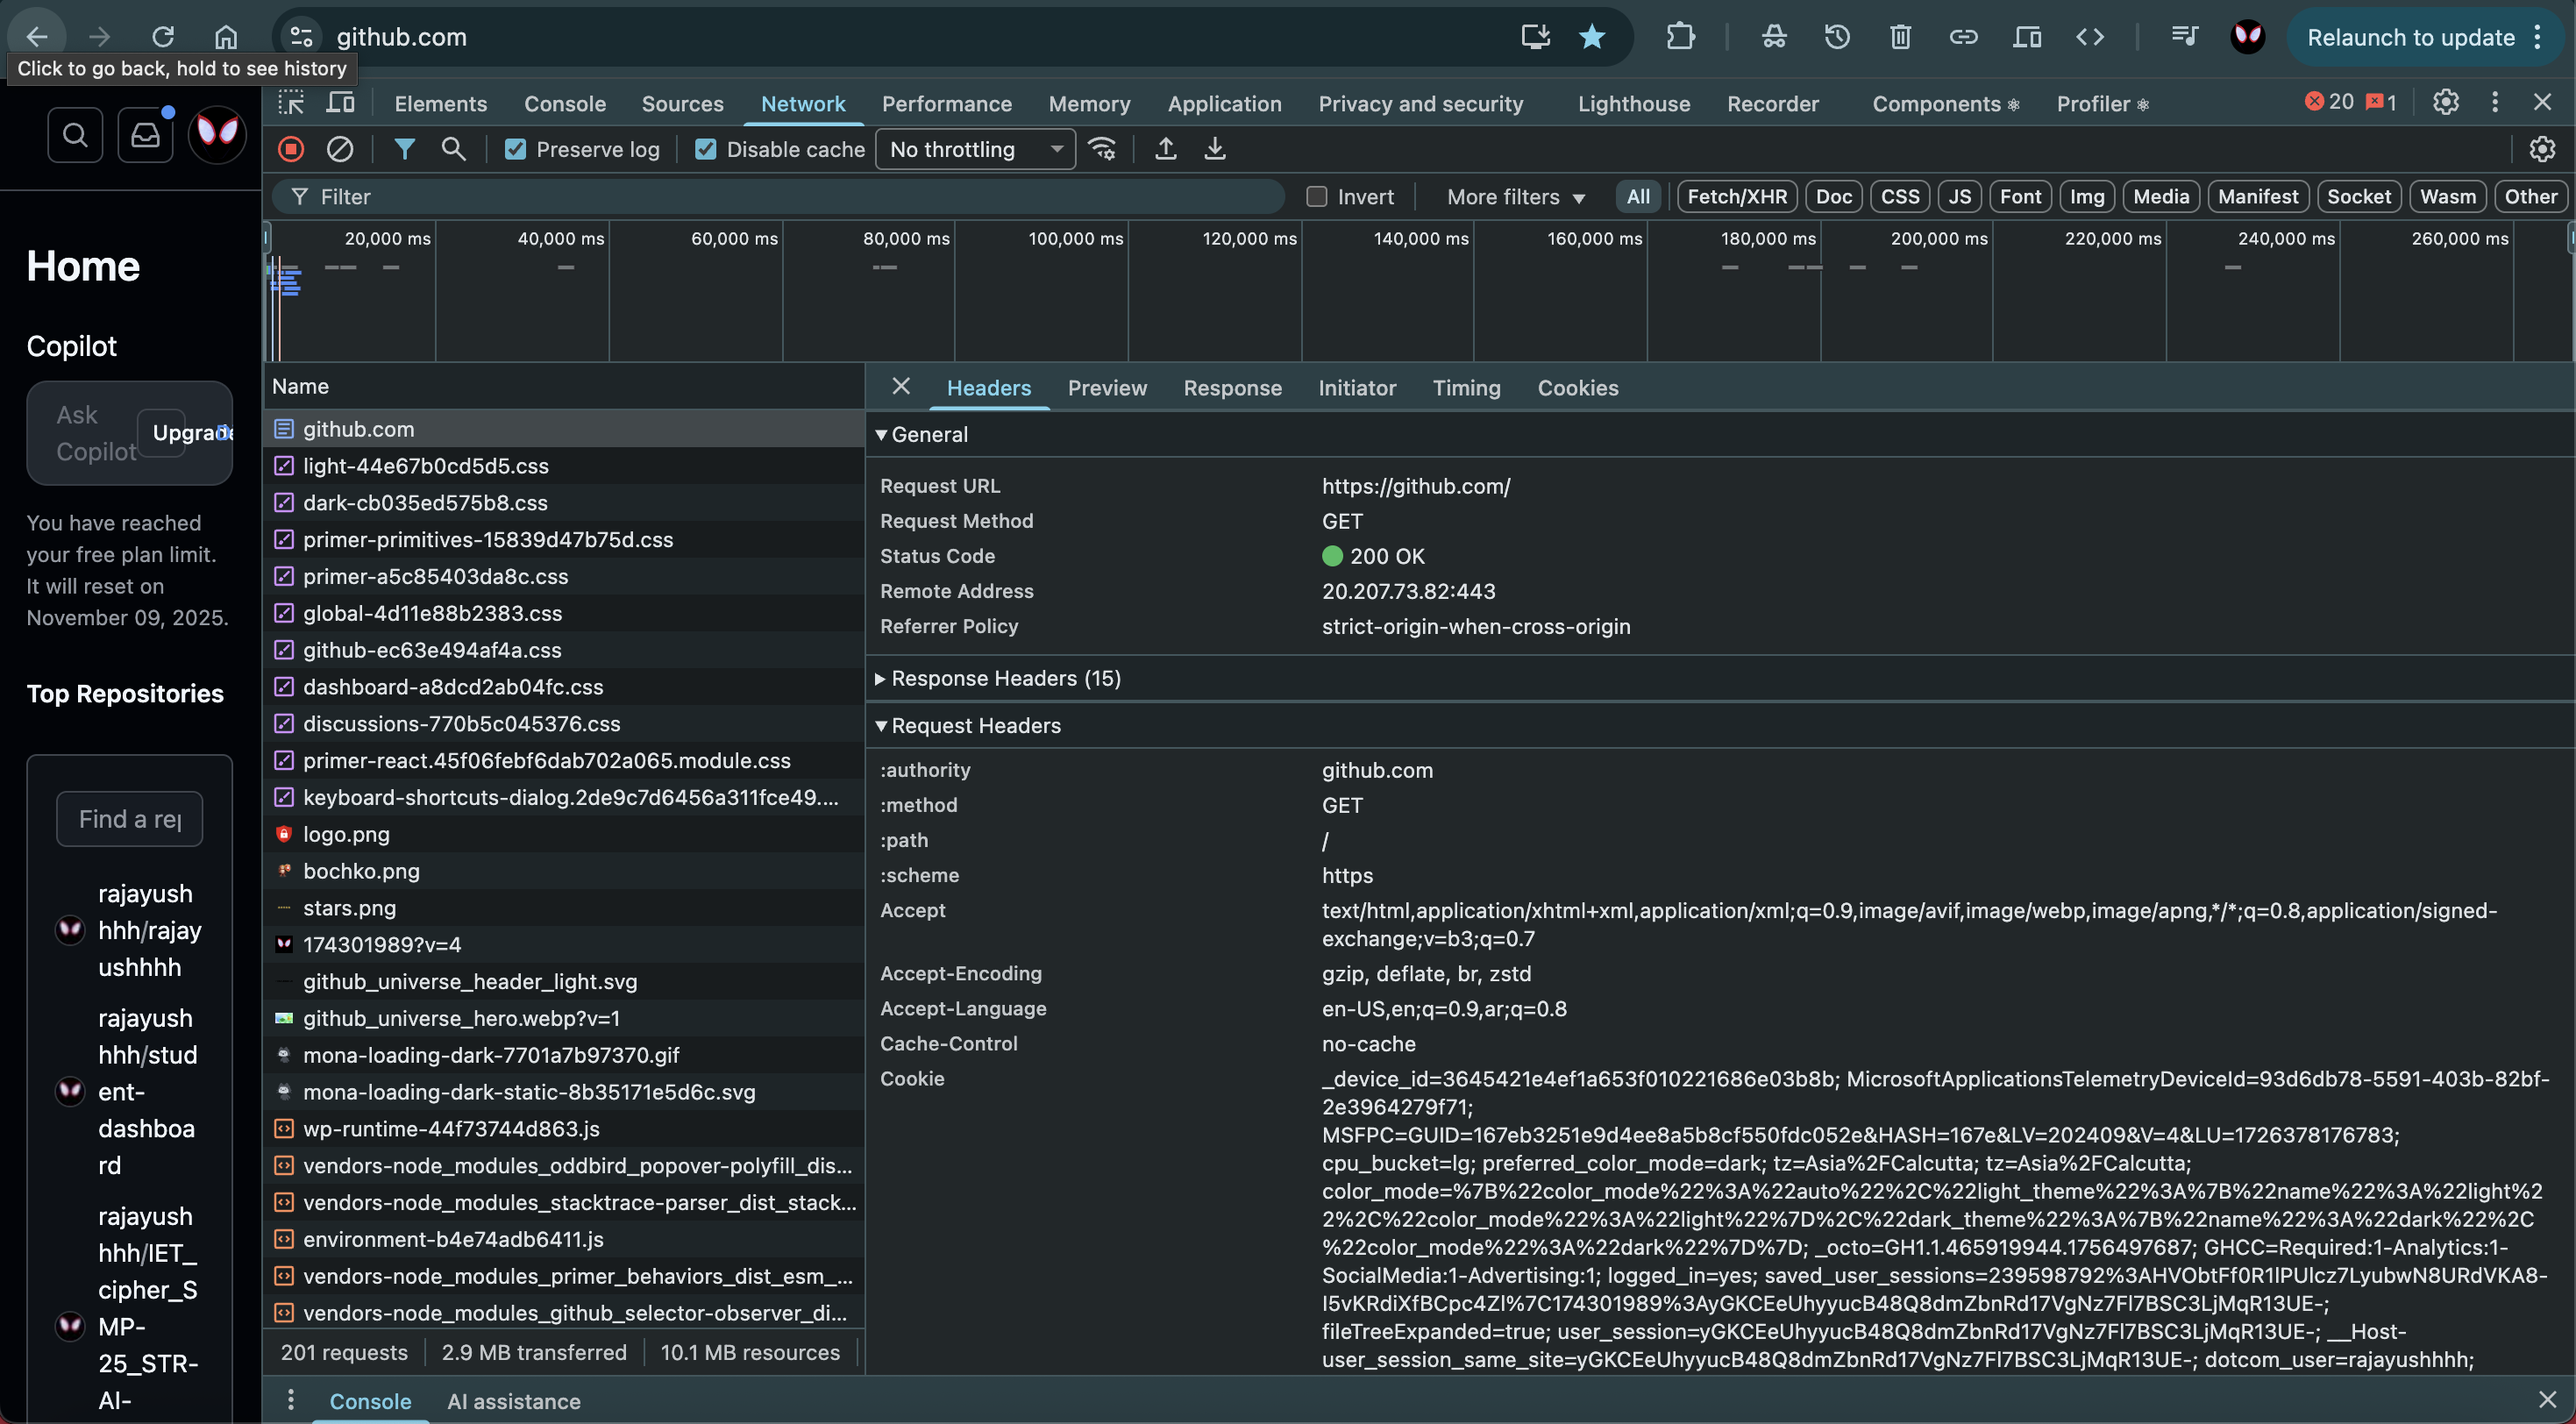 github.com
Relaunch to update
Click to go back, hold to see history
Elements Console Sources Network Performance Memory Application Privacy and security Lighthouse Recorder Components Profiler 20 1
Preserve log Disable cache No throttling
Filter Invert More filters All Fetch/XHR Doc CSS JS Font Img Media Manifest Socket Wasm Other
20,000 ms 40,000 ms 60,000 ms 80,000 ms 100,000 ms 120,000 ms 140,000 ms 160,000 ms 180,000 ms 200,000 ms 220,000 ms 240,000 ms 260,000 ms
Home
Copilot
Ask
Copilot
Upgrade
You have reached
your free plan limit.
It will reset on
November 09, 2025.
Top Repositories
Find a rep
rajayush
hhh/rajay
ushhhh
rajayush
hhh/stud
ent-
dashboa
rd
rajayush
hhh/IET_
cipher_S
MP-
25_STR-
AI-
Name
github.com
light-44e67b0cd5d5.css
dark-cb035ed575b8.css
primer-primitives-15839d47b75d.css
primer-a5c85403da8c.css
global-4d11e88b2383.css
github-ec63e494af4a.css
dashboard-a8dcd2ab04fc.css
discussions-770b5c045376.css
primer-react.45f06febf6dab702a065.module.css
keyboard-shortcuts-dialog.2de9c7d6456a311fce49....
logo.png
bochko.png
stars.png
174301989?v=4
github_universe_header_light.svg
github_universe_hero.webp?v=1
mona-loading-dark-7701a7b97370.gif
mona-loading-dark-static-8b35171e5d6c.svg
wp-runtime-44f73744d863.js
vendors-node_modules_oddbird_popover-polyfill_dis...
vendors-node_modules_stacktrace-parser_dist_stack...
environment-b4e74adb6411.js
vendors-node_modules_primer_behaviors_dist_esm_...
vendors-node_modules_github_selector-observer_di...
201 requests 2.9 MB transferred 10.1 MB resources
Headers Preview Response Initiator Timing Cookies
General
Request URL https://github.com/
Request Method GET
Status Code 200 OK
Remote Address 20.207.73.82:443
Referrer Policy strict-origin-when-cross-origin
Response Headers (15)
Request Headers
:authority github.com
:method GET
:path /
:scheme https
Accept text/html,application/xhtml+xml,application/xml;q=0.9,image/avif,image/webp,image/apng,*/*;q=0.8,application/signed-
exchange;v=b3;q=0.7
Accept-Encoding gzip, deflate, br, zstd
Accept-Language en-US,en;q=0.9,ar;q=0.8
Cache-Control no-cache
Cookie _device_id=3645421e4ef1a653f010221686e03b8b; MicrosoftApplicationsTelemetryDeviceId=93d6db78-5591-403b-82bf-
2e3964279f71;
MSFPC=GUID=167eb3251e9d4ee8a5b8cf550fdc052e&HASH=167e&LV=202409&V=4&LU=1726378176783;
cpu_bucket=lg; preferred_color_mode=dark; tz=Asia%2FCalcutta; tz=Asia%2FCalcutta;
color_mode=%7B%22color_mode%22%3A%22auto%22%2C%22light_theme%22%3A%7B%22name%22%3A%22light%2
2%2C%22color_mode%22%3A%22light%22%7D%2C%22dark_theme%22%3A%7B%22name%22%3A%22dark%22%2C
%22color_mode%22%3A%22dark%22%7D%7D; _octo=GH1.1.465919944.1756497687; GHCC=Required:1-Analytics:1-
SocialMedia:1-Advertising:1; logged_in=yes; saved_user_sessions=
fileTreeExpanded=true; user_session= __Host-
user_session_same_site= dotcom_user=rajayushhhh;
Console AI assistance